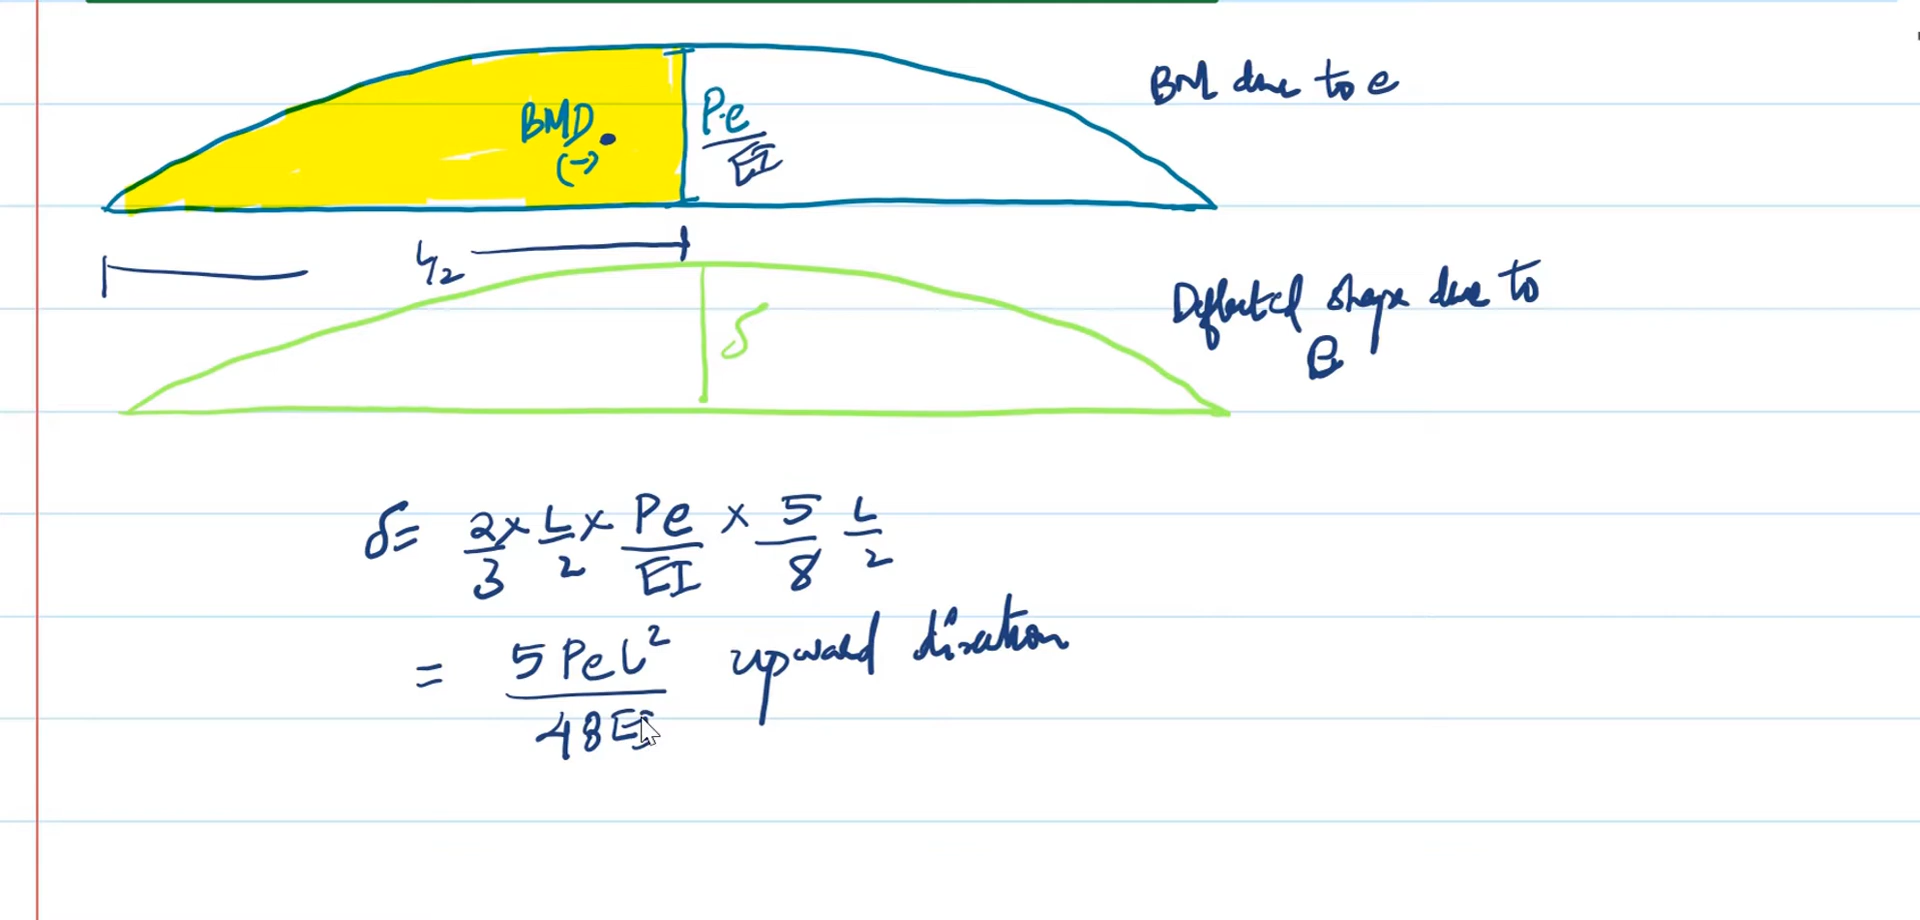 BM due to e
BMD
(-)
P.e/EI
L/2
Deflected shape due to
e
δ
δ = 2/3 × L/2 × Pe/EI × 5/8 L/2
= 5PeL²/48EI upward direction